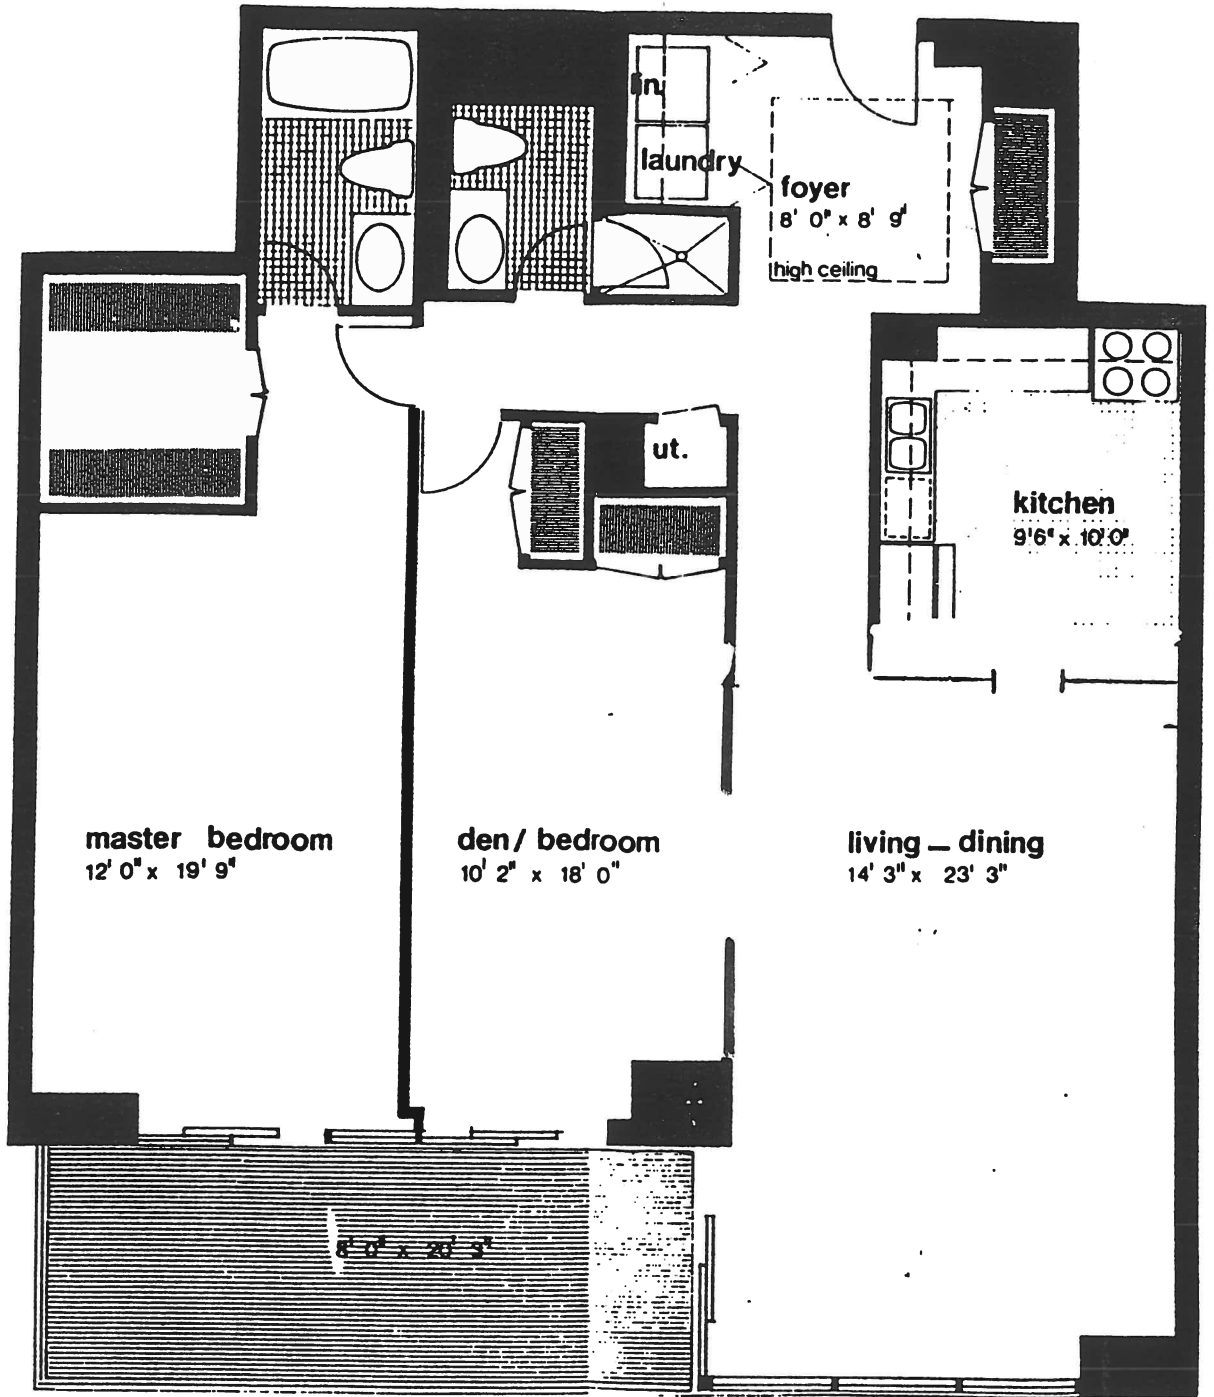 lin.
laundry
foyer
8' 0" x 8' 9"
high ceiling
ut.
kitchen
9'6" x 10'0"
master bedroom
12' 0" x 19' 9"
den/ bedroom
10' 2" x 18' 0"
living – dining
14' 3" x 23' 3"
8' 0" x 20' 3"